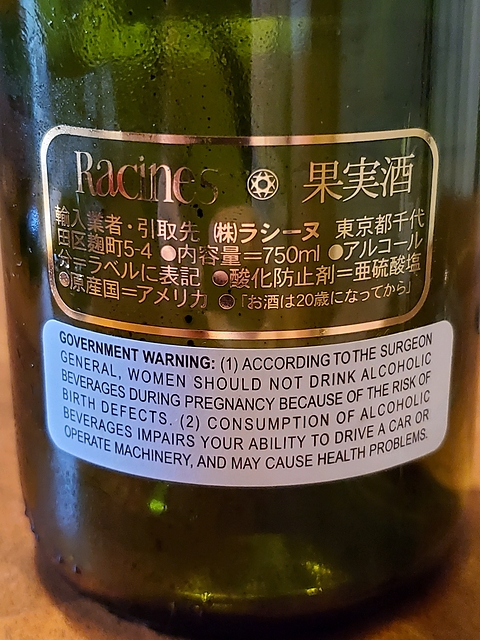 Racines 果実酒
輸入業者・引取先 (株)ラシーヌ 東京都千代
田区麹町5-4 ●内容量=750ml ●アルコール
分=ラベルに表記 ●酸化防止剤=亜硫酸塩
●原産国=アメリカ ●「お酒は20歳になってから」
GOVERNMENT WARNING: (1) ACCORDING TO THE SURGEON
GENERAL, WOMEN SHOULD NOT DRINK ALCOHOLIC
BEVERAGES DURING PREGNANCY BECAUSE OF THE RISK OF
BIRTH DEFECTS. (2) CONSUMPTION OF ALCOHOLIC
BEVERAGES IMPAIRS YOUR ABILITY TO DRIVE A CAR OR
OPERATE MACHINERY, AND MAY CAUSE HEALTH PROBLEMS.